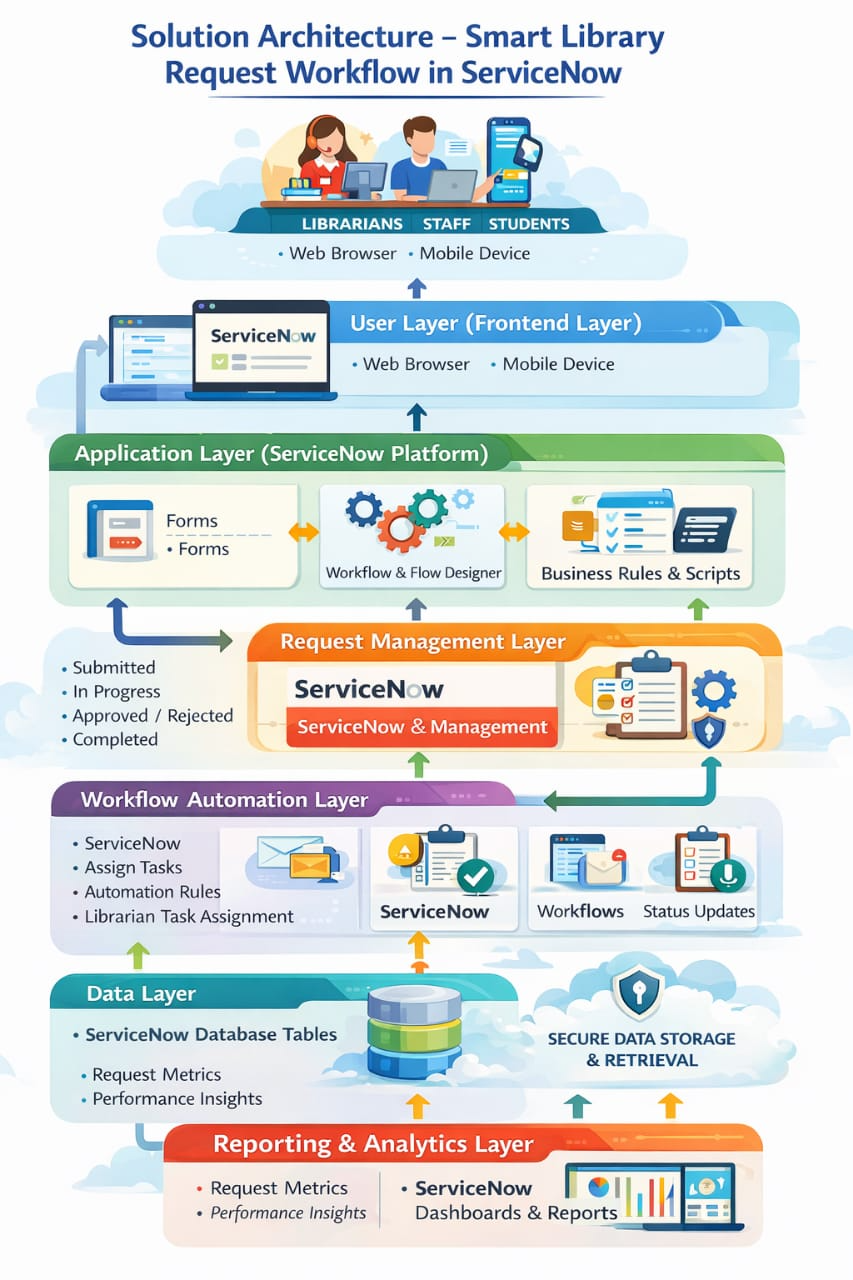 Solution Architecture – Smart Library
Request Workflow in ServiceNow
LIBRARIANS STAFF STUDENTS
• Web Browser • Mobile Device
ServiceNow
User Layer (Frontend Layer)
• Web Browser • Mobile Device
Application Layer (ServiceNow Platform)
Forms
• Forms
Workflow & Flow Designer
Business Rules & Scripts
Request Management Layer
• Submitted
• In Progress
• Approved / Rejected
• Completed
ServiceNow
ServiceNow & Management
Workflow Automation Layer
• ServiceNow
• Assign Tasks
• Automation Rules
• Librarian Task Assignment
ServiceNow
Workflows
Status Updates
Data Layer
• ServiceNow Database Tables
• Request Metrics
• Performance Insights
SECURE DATA STORAGE
& RETRIEVAL
Reporting & Analytics Layer
• Request Metrics
• Performance Insights
• ServiceNow
Dashboards & Reports